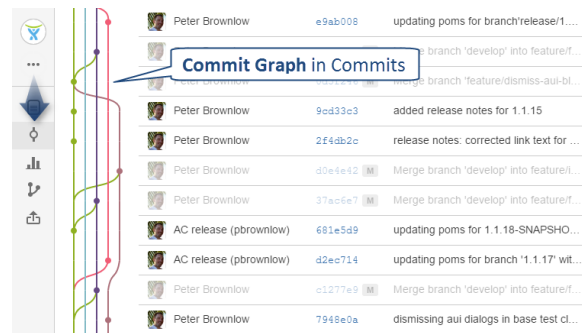 Peter Brownlow e9ab008 updating poms for branch'release/1....
Peter Brownlow M Merge branch 'develop' into feature/f...
Commit Graph in Commits
Peter Brownlow M Merge branch 'feature/dismiss-aui-bl...
Peter Brownlow 9cd33c3 added release notes for 1.1.15
Peter Brownlow 2f4db2c release notes: corrected link text for ...
Peter Brownlow d0e4e42 M Merge branch 'develop' into feature/i...
Peter Brownlow 37ac6e7 M Merge branch 'develop' into feature/f...
AC release (pbrownlow) 681e5d9 updating poms for 1.1.18-SNAPSHO...
AC release (pbrownlow) d2ec714 updating poms for branch '1.1.17' wit...
Peter Brownlow c1277e9 M Merge branch 'develop' into feature/f...
Peter Brownlow 7948e0a dismissing aui dialogs in base test cl...